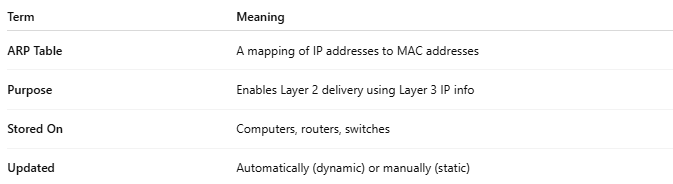 Term Meaning
ARP Table A mapping of IP addresses to MAC addresses
Purpose Enables Layer 2 delivery using Layer 3 IP info
Stored On Computers, routers, switches
Updated Automatically (dynamic) or manually (static)